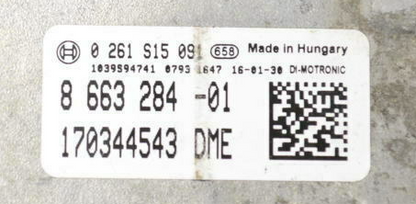 0 261 S15 091 658 Made in Hungary
1039S94741 0793 1647 16-01-30 DI-MOTRONIC
8 663 284 -01
170344543 DME